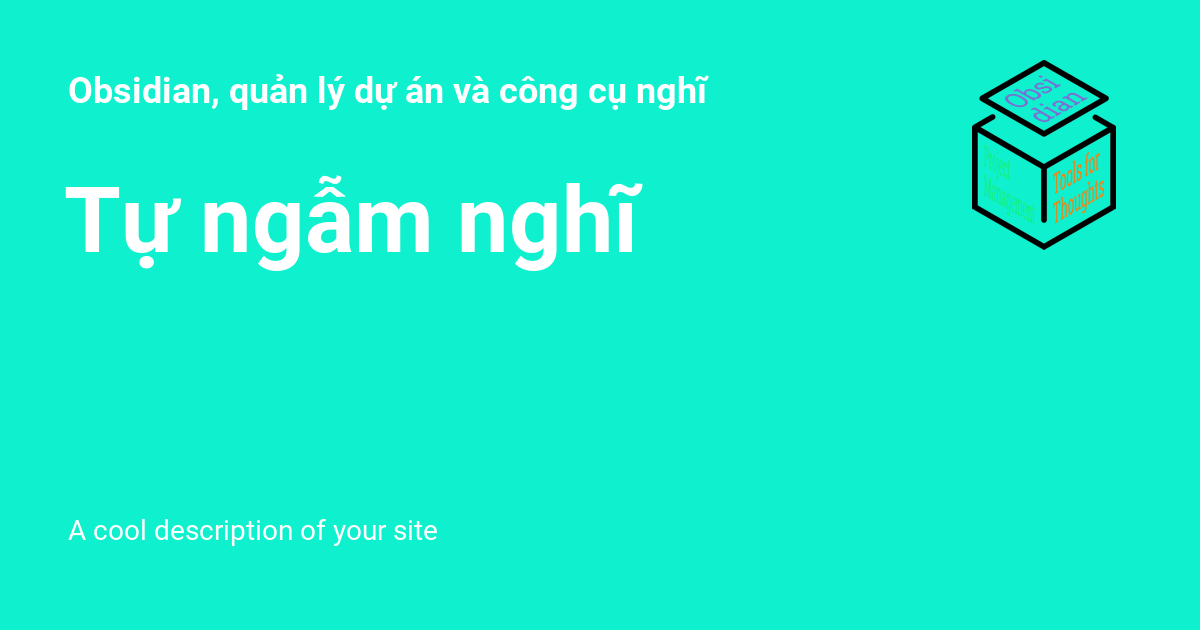 Obsidian, quản lý dự án và công cụ nghĩ
Tự ngẫm nghĩ
A cool description of your site
Obsi
dian
Project
Management
Tools for
Thoughts